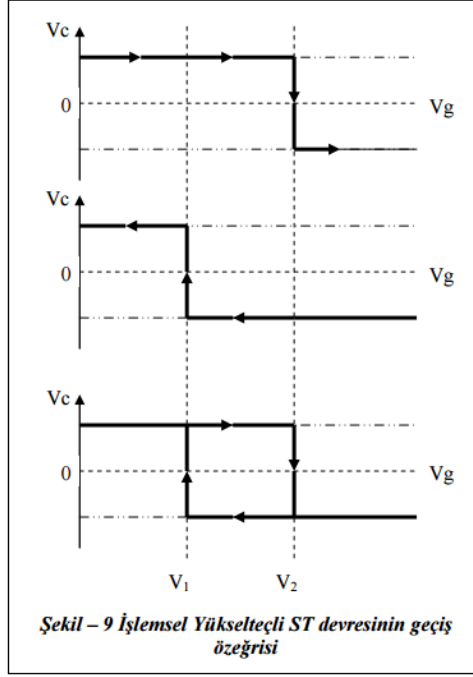 Vc
0
Vg
Vc
0
Vg
Vc
0
Vg
V₁ V₂
Şekil – 9 İşlemsel Yükselteçli ST devresinin geçiş
özeğrisi